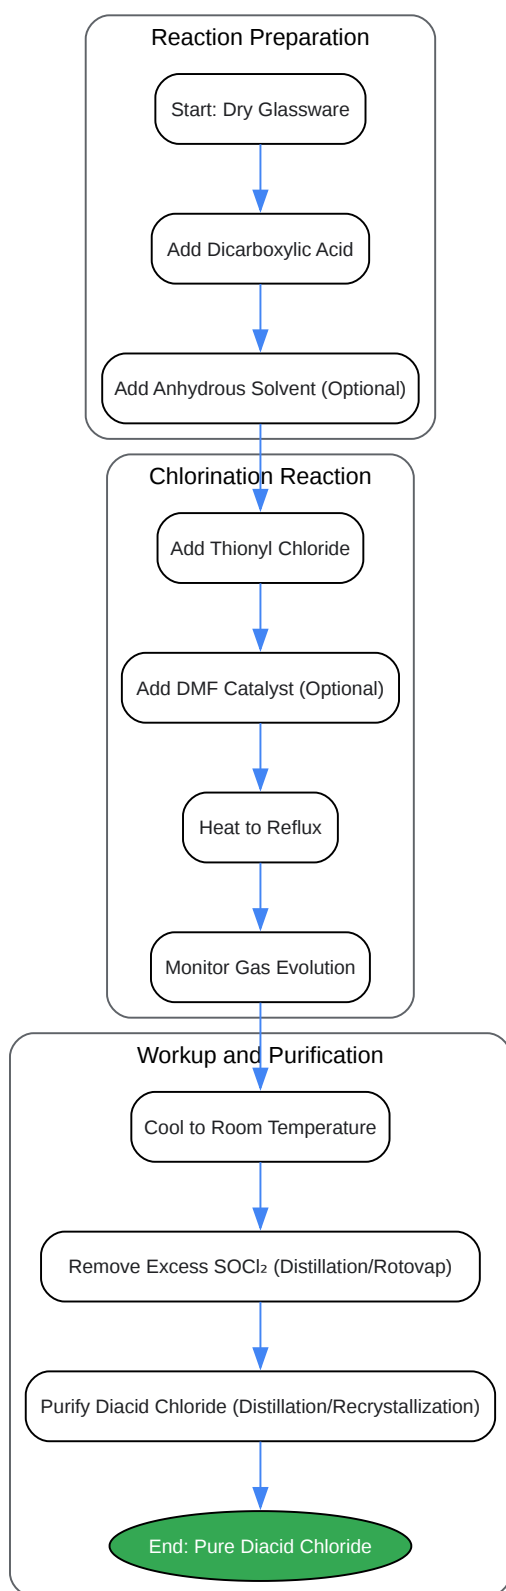 Reaction Preparation
Start: Dry Glassware
Add Dicarboxylic Acid
Add Anhydrous Solvent (Optional)
Chlorination Reaction
Add Thionyl Chloride
Add DMF Catalyst (Optional)
Heat to Reflux
Monitor Gas Evolution
Workup and Purification
Cool to Room Temperature
Remove Excess SOCl₂ (Distillation/Rotovap)
Purify Diacid Chloride (Distillation/Recrystallization)
End: Pure Diacid Chloride